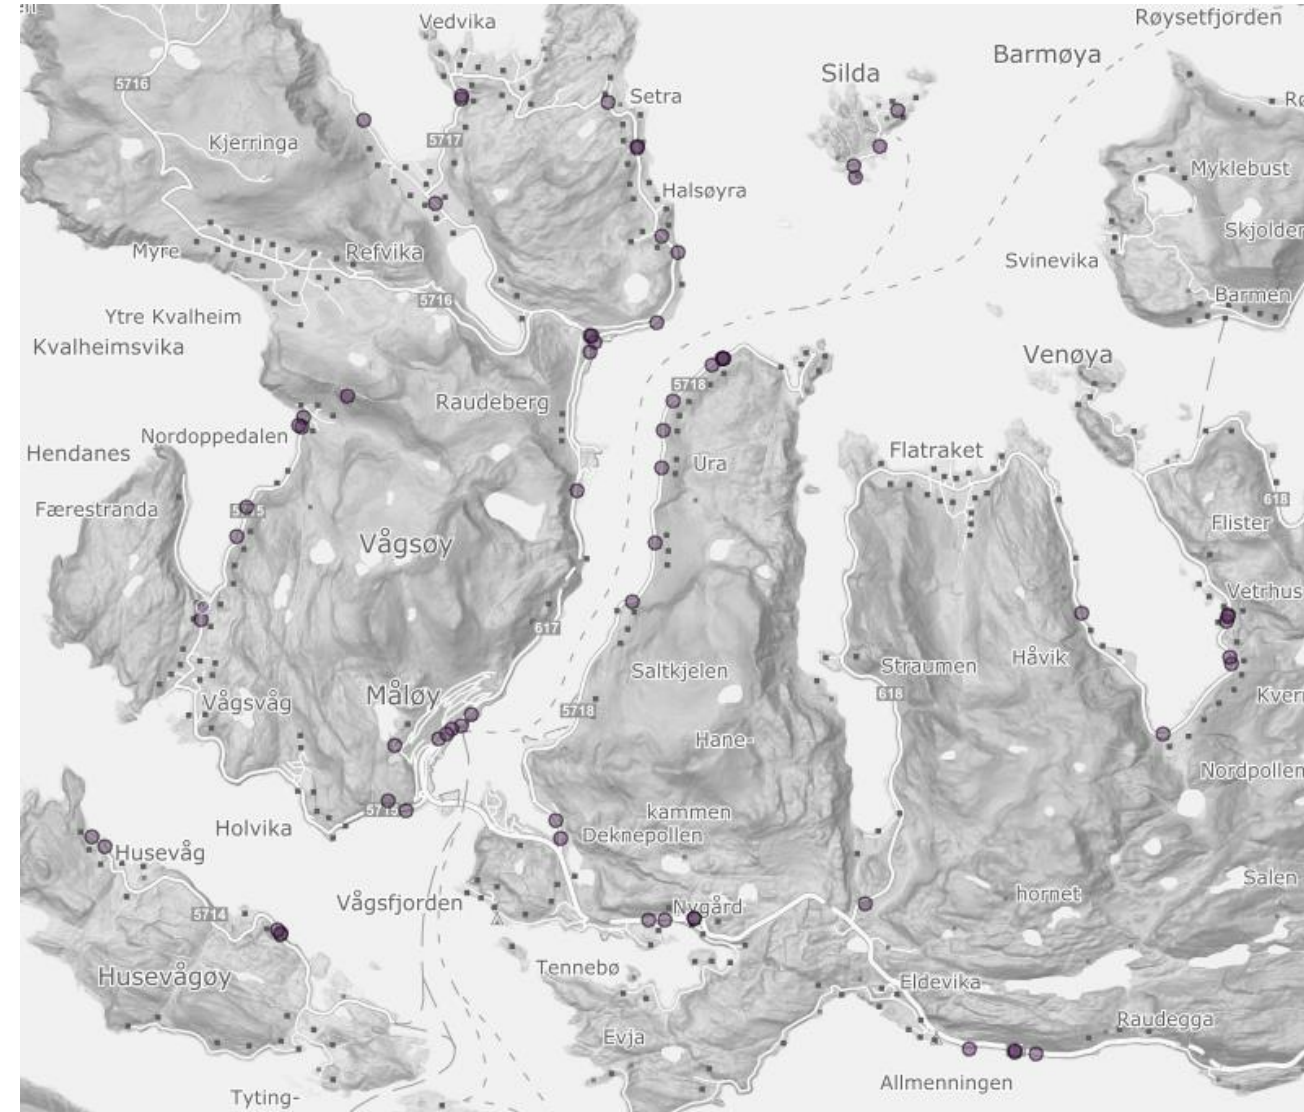 Røysetfjorden
Vedvika
Barmøya
Silda
5716
Setra
5717
Kjerringa
Myklebust
Halsøyra
Skjolden
Myre
Refvika
Svinevika
Barmen
5716
Ytre Kvalheim
Kvalheimsvika
Venøya
5718
Raudeberg
Nordoppedalen
Hendanes
Flatraket
Ura
618
Færestranda
Flister
Vågsøy
Vetrhus
617
Saltkjelen
Straumen
Håvik
Måløy
618
Kvern
Vågsvåg
5718
Hane-
kammen
Nordpollen
5715
Holvika
Deknepollen
Husevåg
Salen
hornet
Vågsfjorden
Nygård
5714
Tennebø
Husevågøy
Eldevika
Raudegga
Evja
Allmenningen
Tyting-